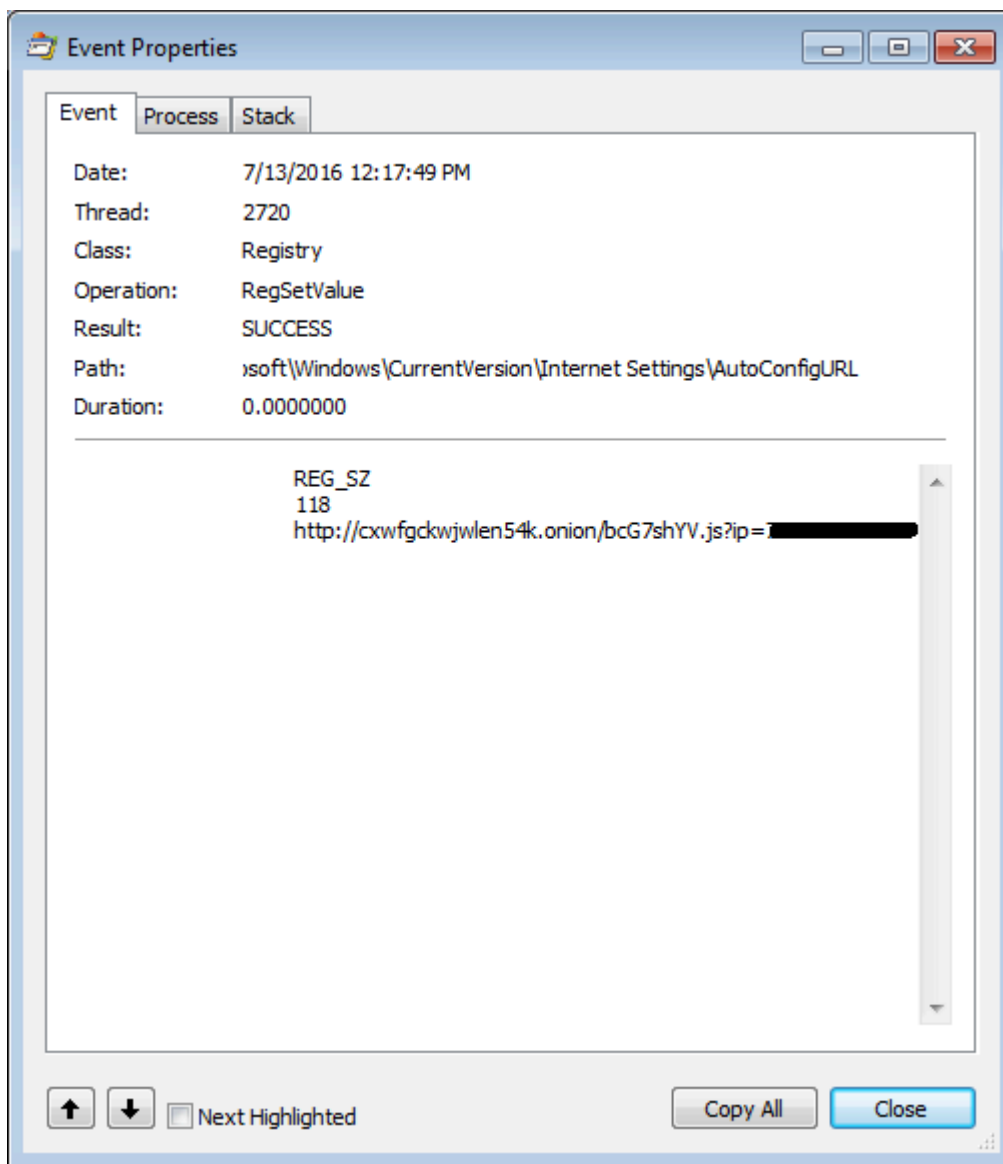 Event Properties
Event Process Stack
Date: 7/13/2016 12:17:49 PM
Thread: 2720
Class: Registry
Operation: RegSetValue
Result: SUCCESS
Path: osoft\Windows\CurrentVersion\Internet Settings\AutoConfigURL
Duration: 0.0000000
REG_SZ
118
http://cxwfgckwjwlen54k.onion/bcG7shYV.js?ip=
Next Highlighted Copy All Close